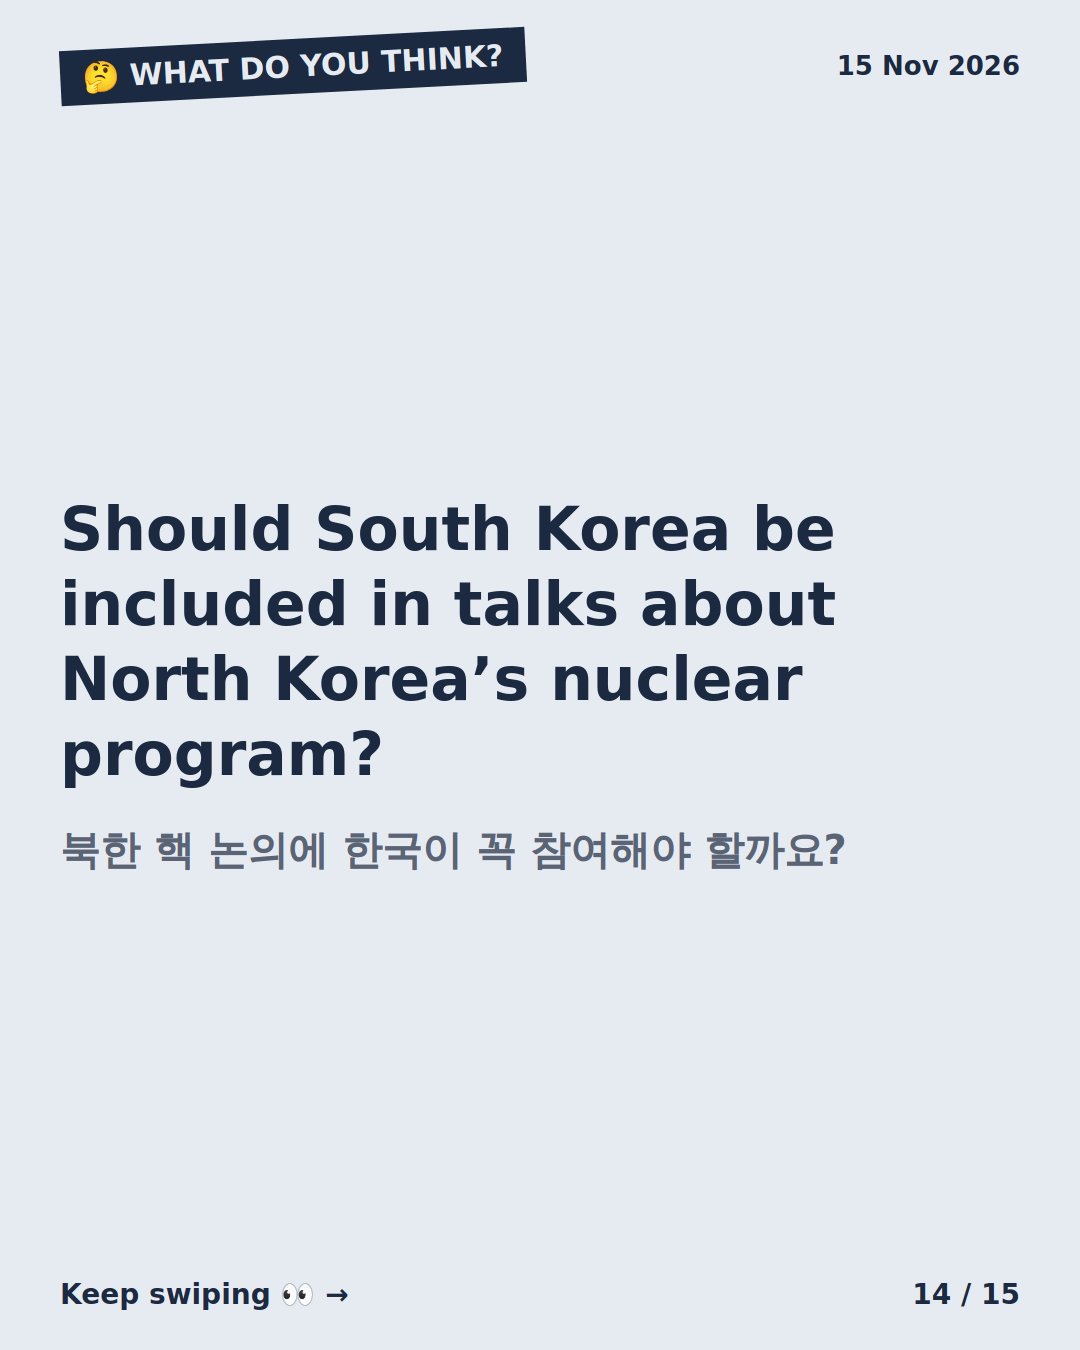 🤔 WHAT DO YOU THINK?
15 Nov 2026
Should South Korea be
included in talks about
North Korea’s nuclear
program?
북한 핵 논의에 한국이 꼭 참여해야 할까요?
Keep swiping 👀 →
14 / 15